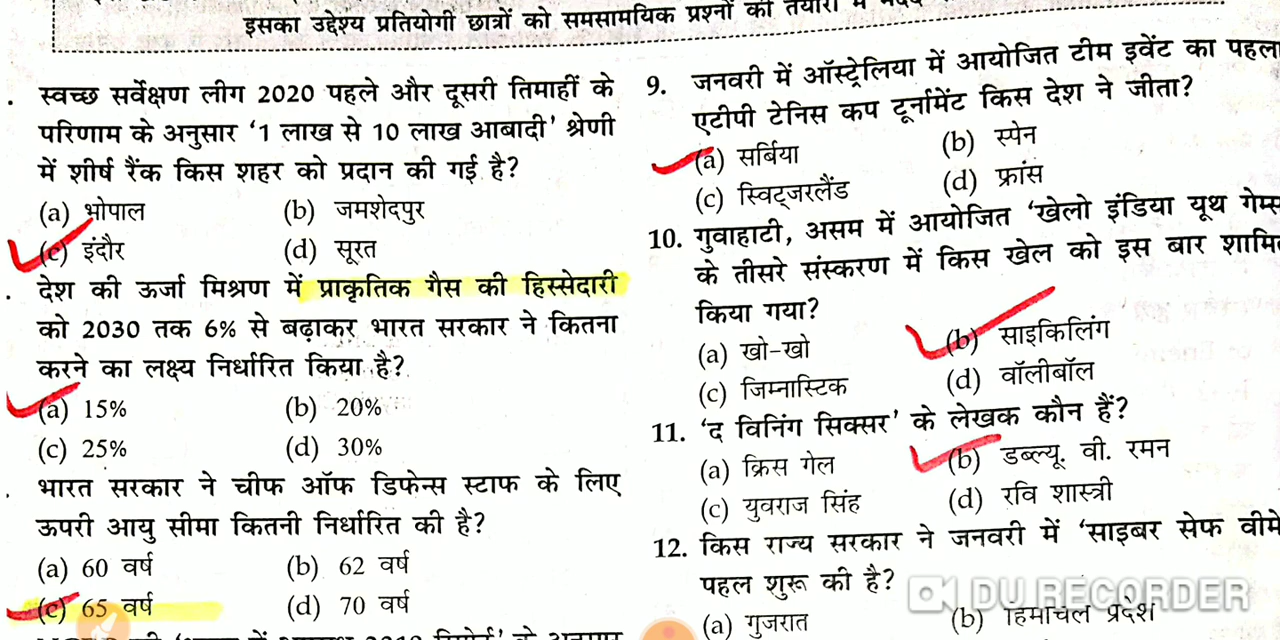 इसका उद्देश्य प्रतियोगी छात्रों को समसामयिक प्रश्नों की तैयारी में मदद
. स्वच्छ सर्वेक्षण लीग 2020 पहले और दूसरी तिमाहीं के
परिणाम के अनुसार ‘1 लाख से 10 लाख आबादी’ श्रेणी
में शीर्ष रैंक किस शहर को प्रदान की गई है?
(a) भोपाल (b) जमशेदपुर
(c) इंदौर (d) सूरत
. देश की ऊर्जा मिश्रण में प्राकृतिक गैस की हिस्सेदारी
को 2030 तक 6% से बढ़ाकर भारत सरकार ने कितना
करने का लक्ष्य निर्धारित किया है?
(a) 15% (b) 20%
(c) 25% (d) 30%
. भारत सरकार ने चीफ ऑफ डिफेन्स स्टाफ के लिए
ऊपरी आयु सीमा कितनी निर्धारित की है?
(a) 60 वर्ष (b) 62 वर्ष
(c) 65 वर्ष (d) 70 वर्ष
9. जनवरी में ऑस्ट्रेलिया में आयोजित टीम इवेंट का पहला
एटीपी टेनिस कप टूर्नामेंट किस देश ने जीता?
(a) सर्बिया (b) स्पेन
(c) स्विट्जरलैंड (d) फ्रांस
10. गुवाहाटी, असम में आयोजित ‘खेलो इंडिया यूथ गेम्स
के तीसरे संस्करण में किस खेल को इस बार
किया गया?
(a) खो-खो (b) साइकिलिंग
(c) जिम्नास्टिक (d) वॉलीबॉल
11. ‘द विनिंग सिक्सर’ के लेखक कौन हैं?
(a) क्रिस गेल (b) डब्ल्यू. वी. रमन
(c) युवराज सिंह (d) रवि शास्त्री
12. किस राज्य सरकार ने जनवरी में ‘साइबर सेफ वीमे
पहल शुरू की है?
(a) गुजरात (b) हिमाचल प्रदेश
DU RECORDER